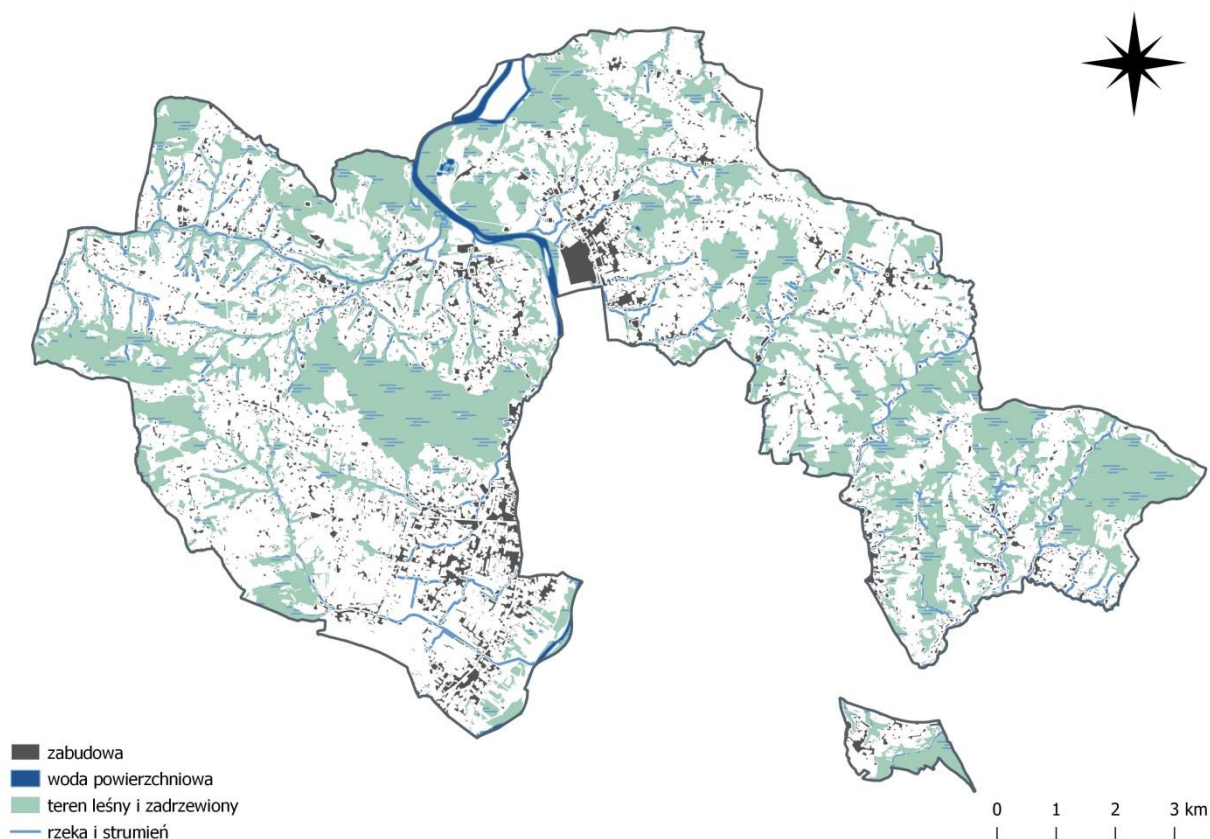 zabudowa
woda powierzchniowa
teren leśny i zadrzewiony
rzeka i strumień
0 1 2 3 km